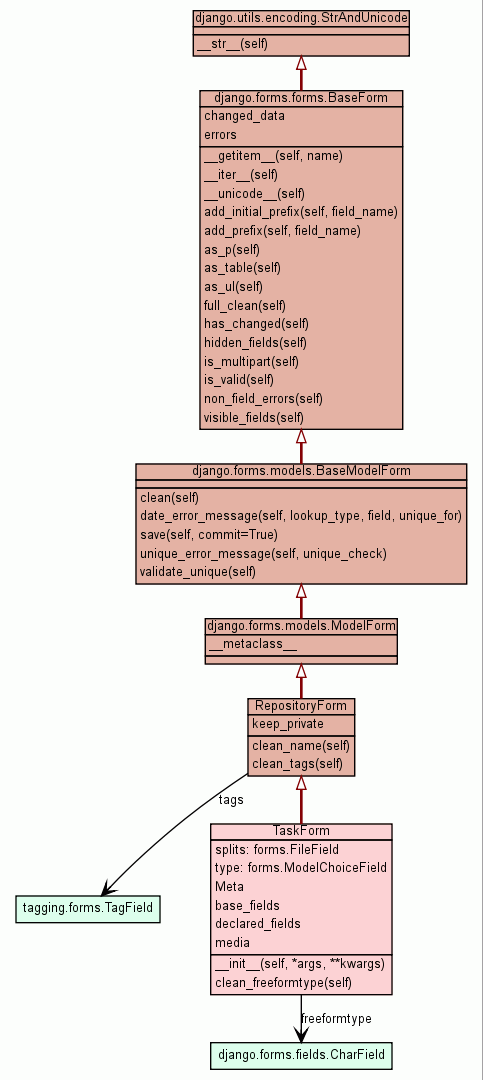 django.utils.encoding.StrAndUnicode
__str__(self)
django.forms.forms.BaseForm
changed_data
errors
__getitem__(self, name)
__iter__(self)
__unicode__(self)
add_initial_prefix(self, field_name)
add_prefix(self, field_name)
as_p(self)
as_table(self)
as_ul(self)
full_clean(self)
has_changed(self)
hidden_fields(self)
is_multipart(self)
is_valid(self)
non_field_errors(self)
visible_fields(self)
django.forms.models.BaseModelForm
clean(self)
date_error_message(self, lookup_type, field, unique_for)
save(self, commit=True)
unique_error_message(self, unique_check)
validate_unique(self)
django.forms.models.ModelForm
__metaclass__
RepositoryForm
keep_private
clean_name(self)
clean_tags(self)
tags
TaskForm
splits: forms.FileField
type: forms.ModelChoiceField
Meta
base_fields
declared_fields
media
__init__(self, *args, **kwargs)
clean_freeformtype(self)
tagging.forms.TagField
freeformtype
django.forms.fields.CharField